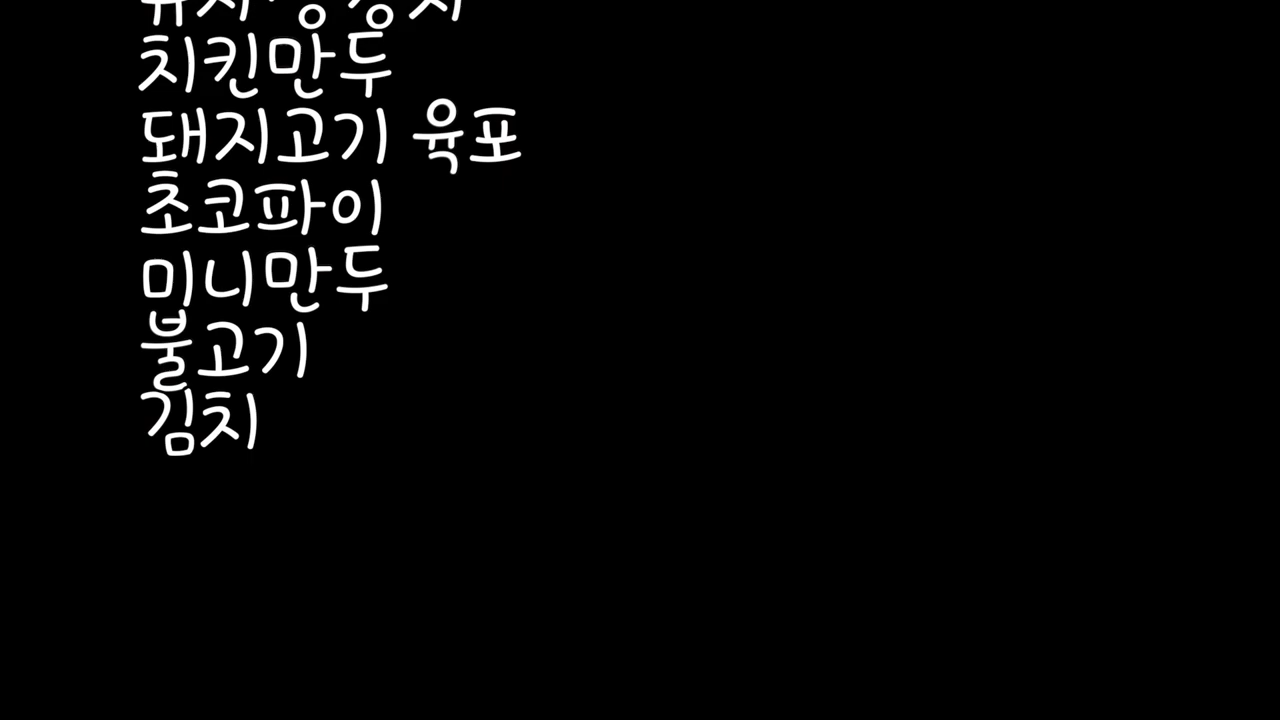 치킨만두
돼지고기 육포
초코파이
미니만두
불고기
김치